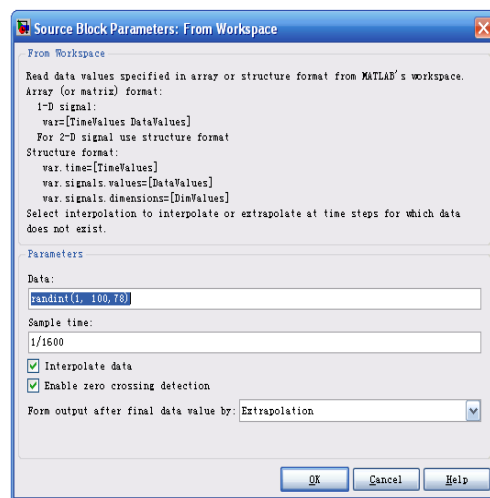 Source Block Parameters: From Workspace
From Workspace
Read data values specified in array or structure format from MATLAB's workspace.
Array (or matrix) format:
1-D signal:
var=[TimeValues DataValues]
For 2-D signal use structure format
Structure format:
var.time=[TimeValues]
var.signals.values=[DataValues]
var.signals.dimensions=[DimValues]
Select interpolation to interpolate or extrapolate at time steps for which data
does not exist.
Parameters
Data:
randint(1, 100,78)
Sample time:
1/1600
Interpolate data
Enable zero crossing detection
Form output after final data value by: Extrapolation
OK Cancel Help